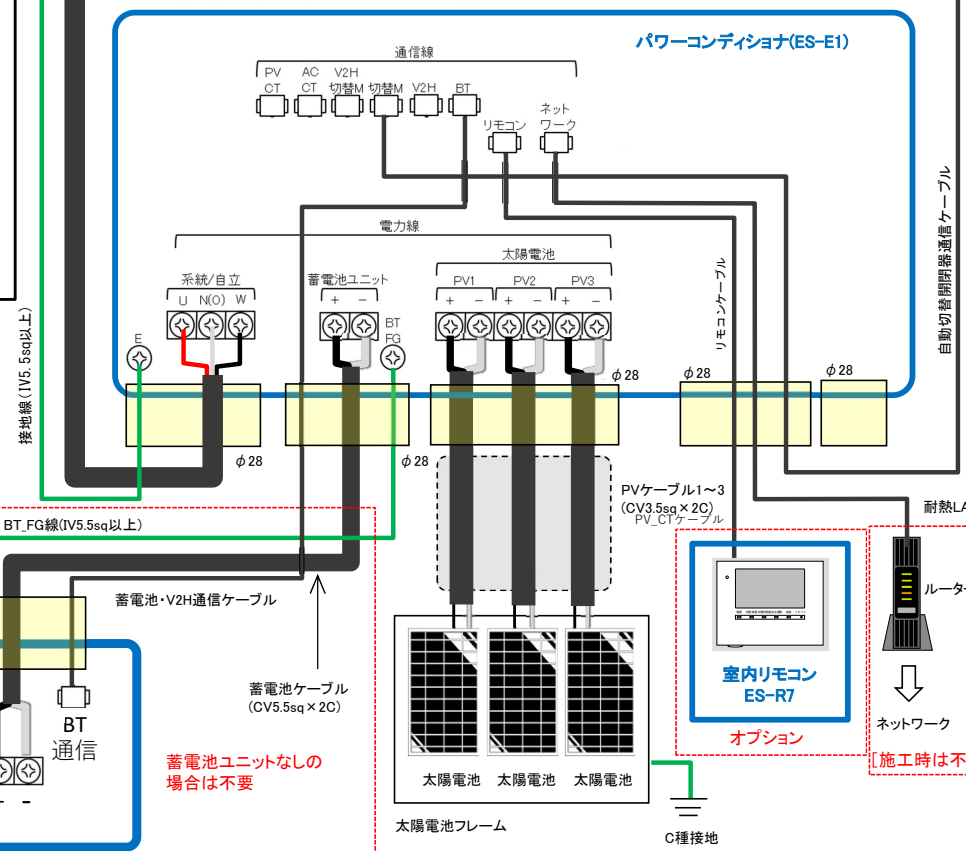 パワーコンディショナ(ES-E1)
通信線
PV CT
AC CT
V2H 切替M
切替M
V2H
BT
リモコン
ネット
ワーク
自動切替開閉器通信ケーブル
電力線
太陽電池
系統/自立
蓄電池ユニット
PV1
PV2
PV3
U N(O) W
+ −
+ −
+ −
+ −
E
BT
FG
リモコンケーブル
接地線(IV5.5sq以上)
φ28
φ28
φ28
φ28
φ28
PVケーブル1～3
(CV3.5sq×2C)
PV_CTケーブル
BT_FG線(IV5.5sq以上)
耐熱LA
蓄電池・V2H通信ケーブル
ルーター
蓄電池ケーブル
(CV5.5sq×2C)
室内リモコン
ES-R7
オプション
ネットワーク
[施工時は不
BT
通信
蓄電池ユニットなしの
場合は不要
太陽電池
太陽電池
太陽電池
太陽電池フレーム
C種接地
-